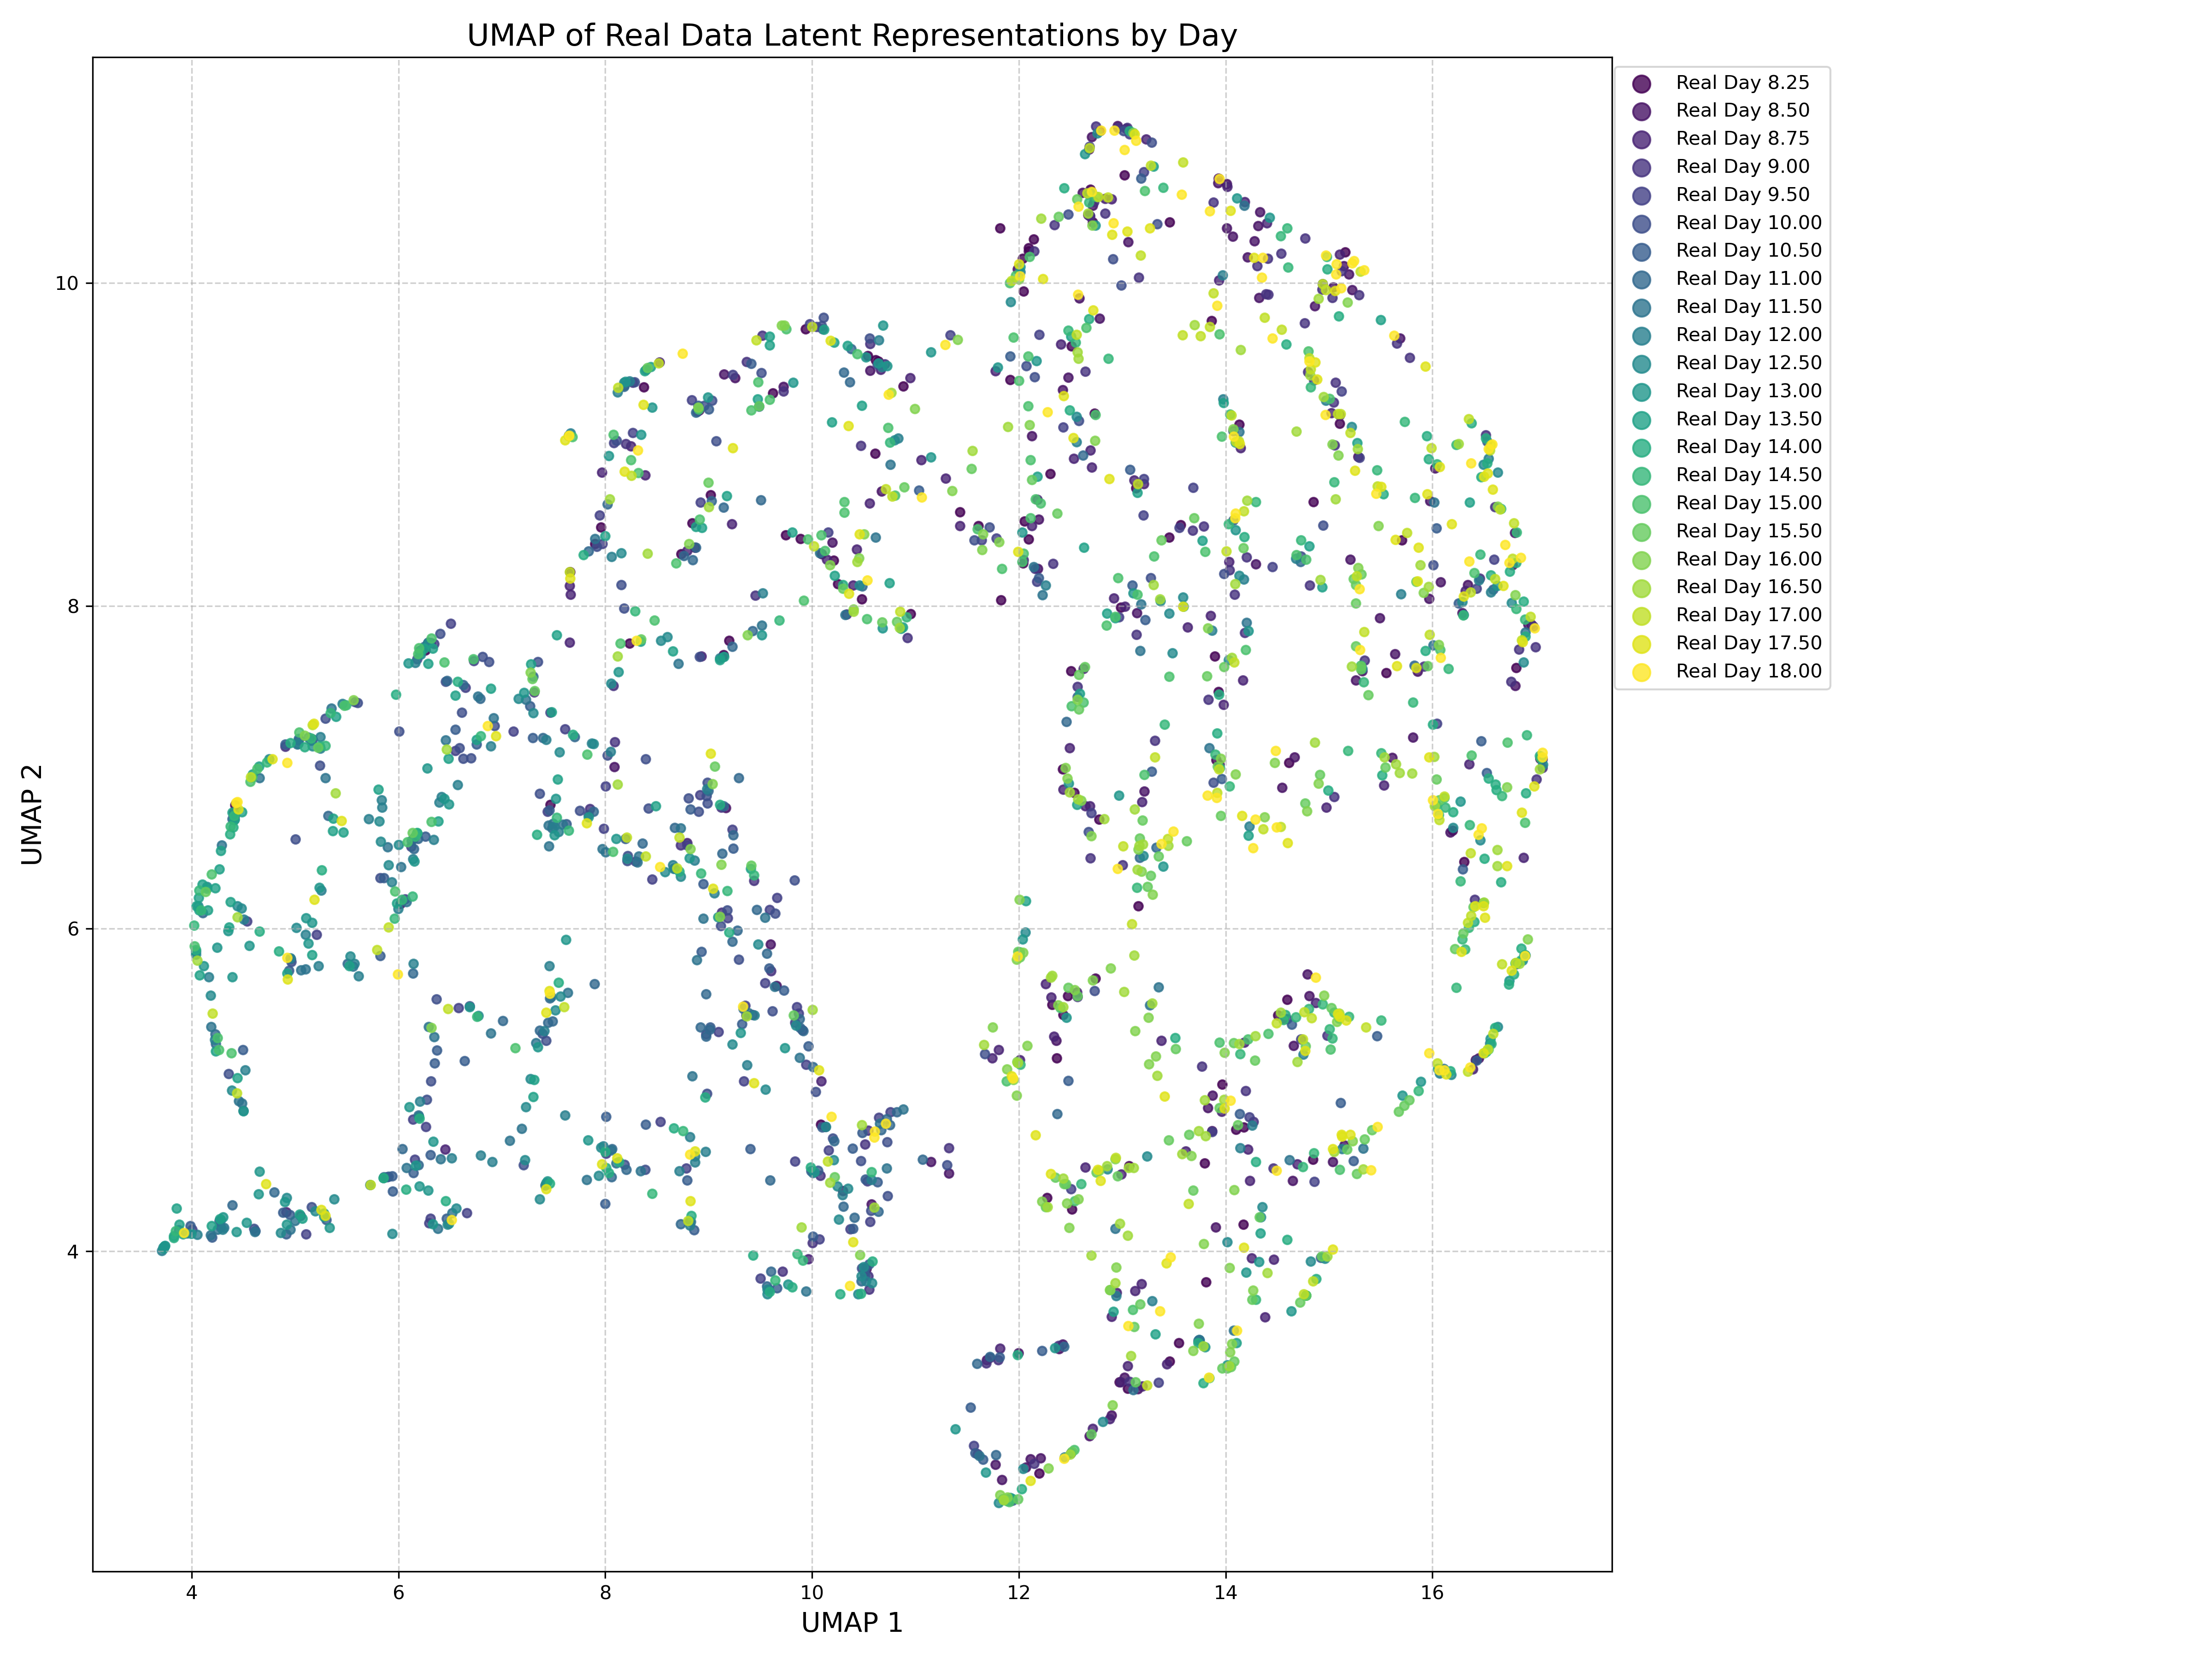 UMAP of Real Data Latent Representations by Day
Real Day 8.25
Real Day 8.50
Real Day 8.75
Real Day 9.00
Real Day 9.50
Real Day 10.00
Real Day 10.50
Real Day 11.00
Real Day 11.50
Real Day 12.00
Real Day 12.50
Real Day 13.00
Real Day 13.50
Real Day 14.00
Real Day 14.50
Real Day 15.00
Real Day 15.50
Real Day 16.00
Real Day 16.50
Real Day 17.00
Real Day 17.50
Real Day 18.00
UMAP 2
10
8
6
4
4 6 8 10 12 14 16
UMAP 1